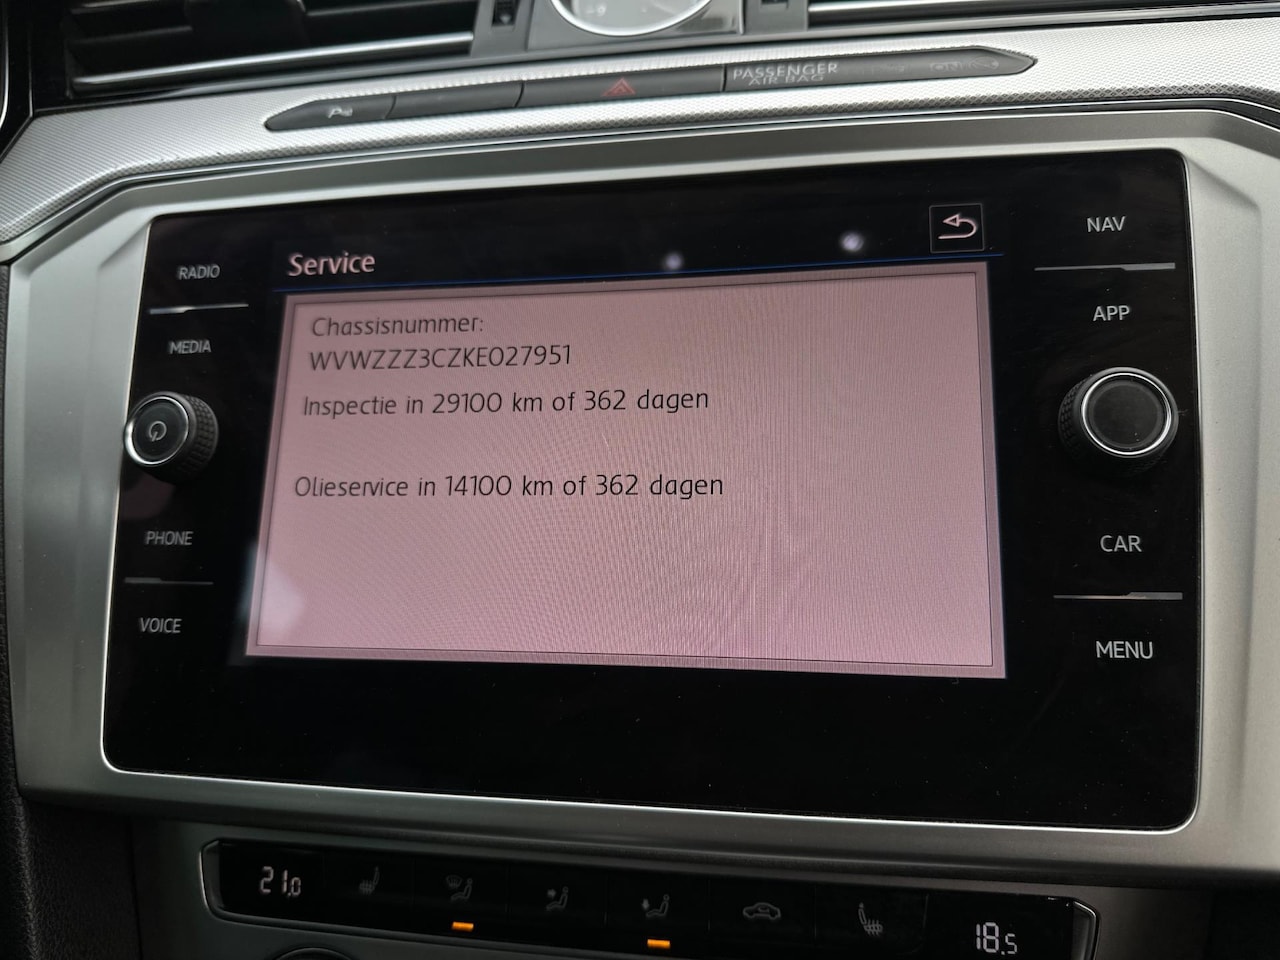 PASSENGER
AIR BAG
Service
NAV
RADIO
Chassisnummer:
APP
MEDIA
WVWZZZ3CZKE027951
Inspectie in 29100 km of 362 dagen
Olieservice in 14100 km of 362 dagen
PHONE
CAR
VOICE
MENU
21,0
18,5